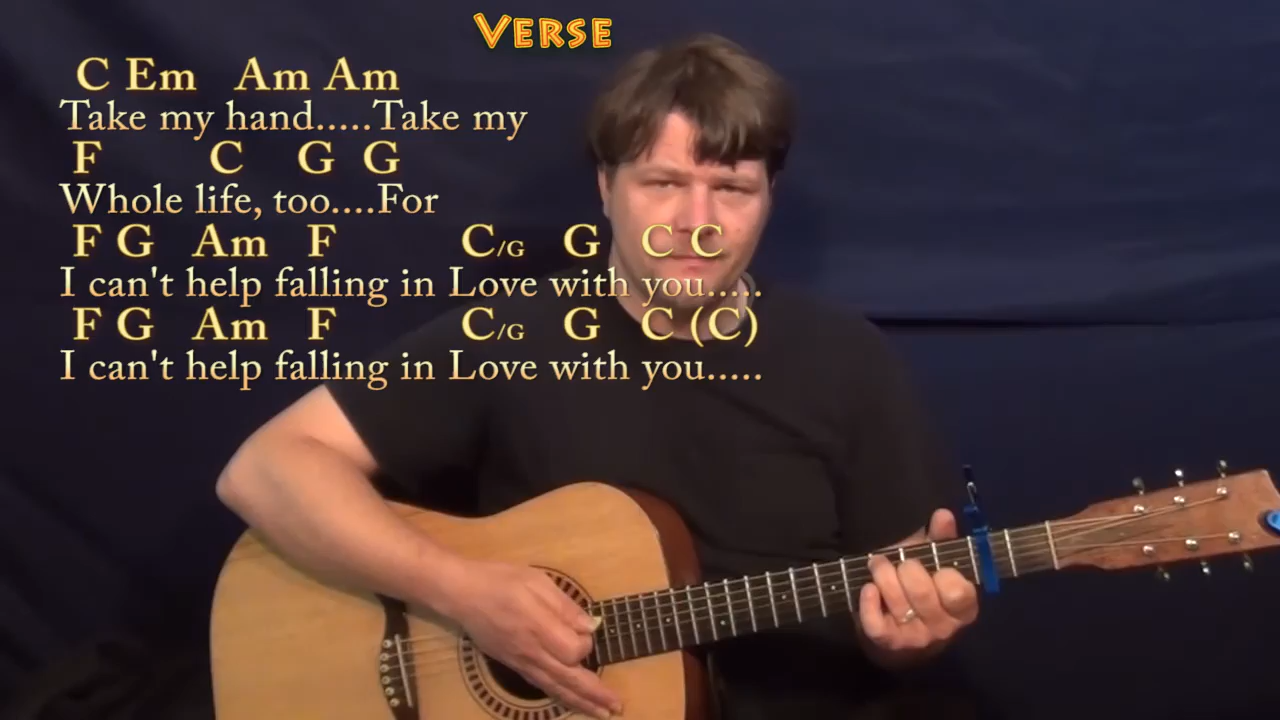 VERSE
C Em Am Am
Take my hand.....Take my
F C G G
Whole life, too....For
F G Am F C/G G C C
I can't help falling in Love with you.....
F G Am F C/G G C (C)
I can't help falling in Love with you.....